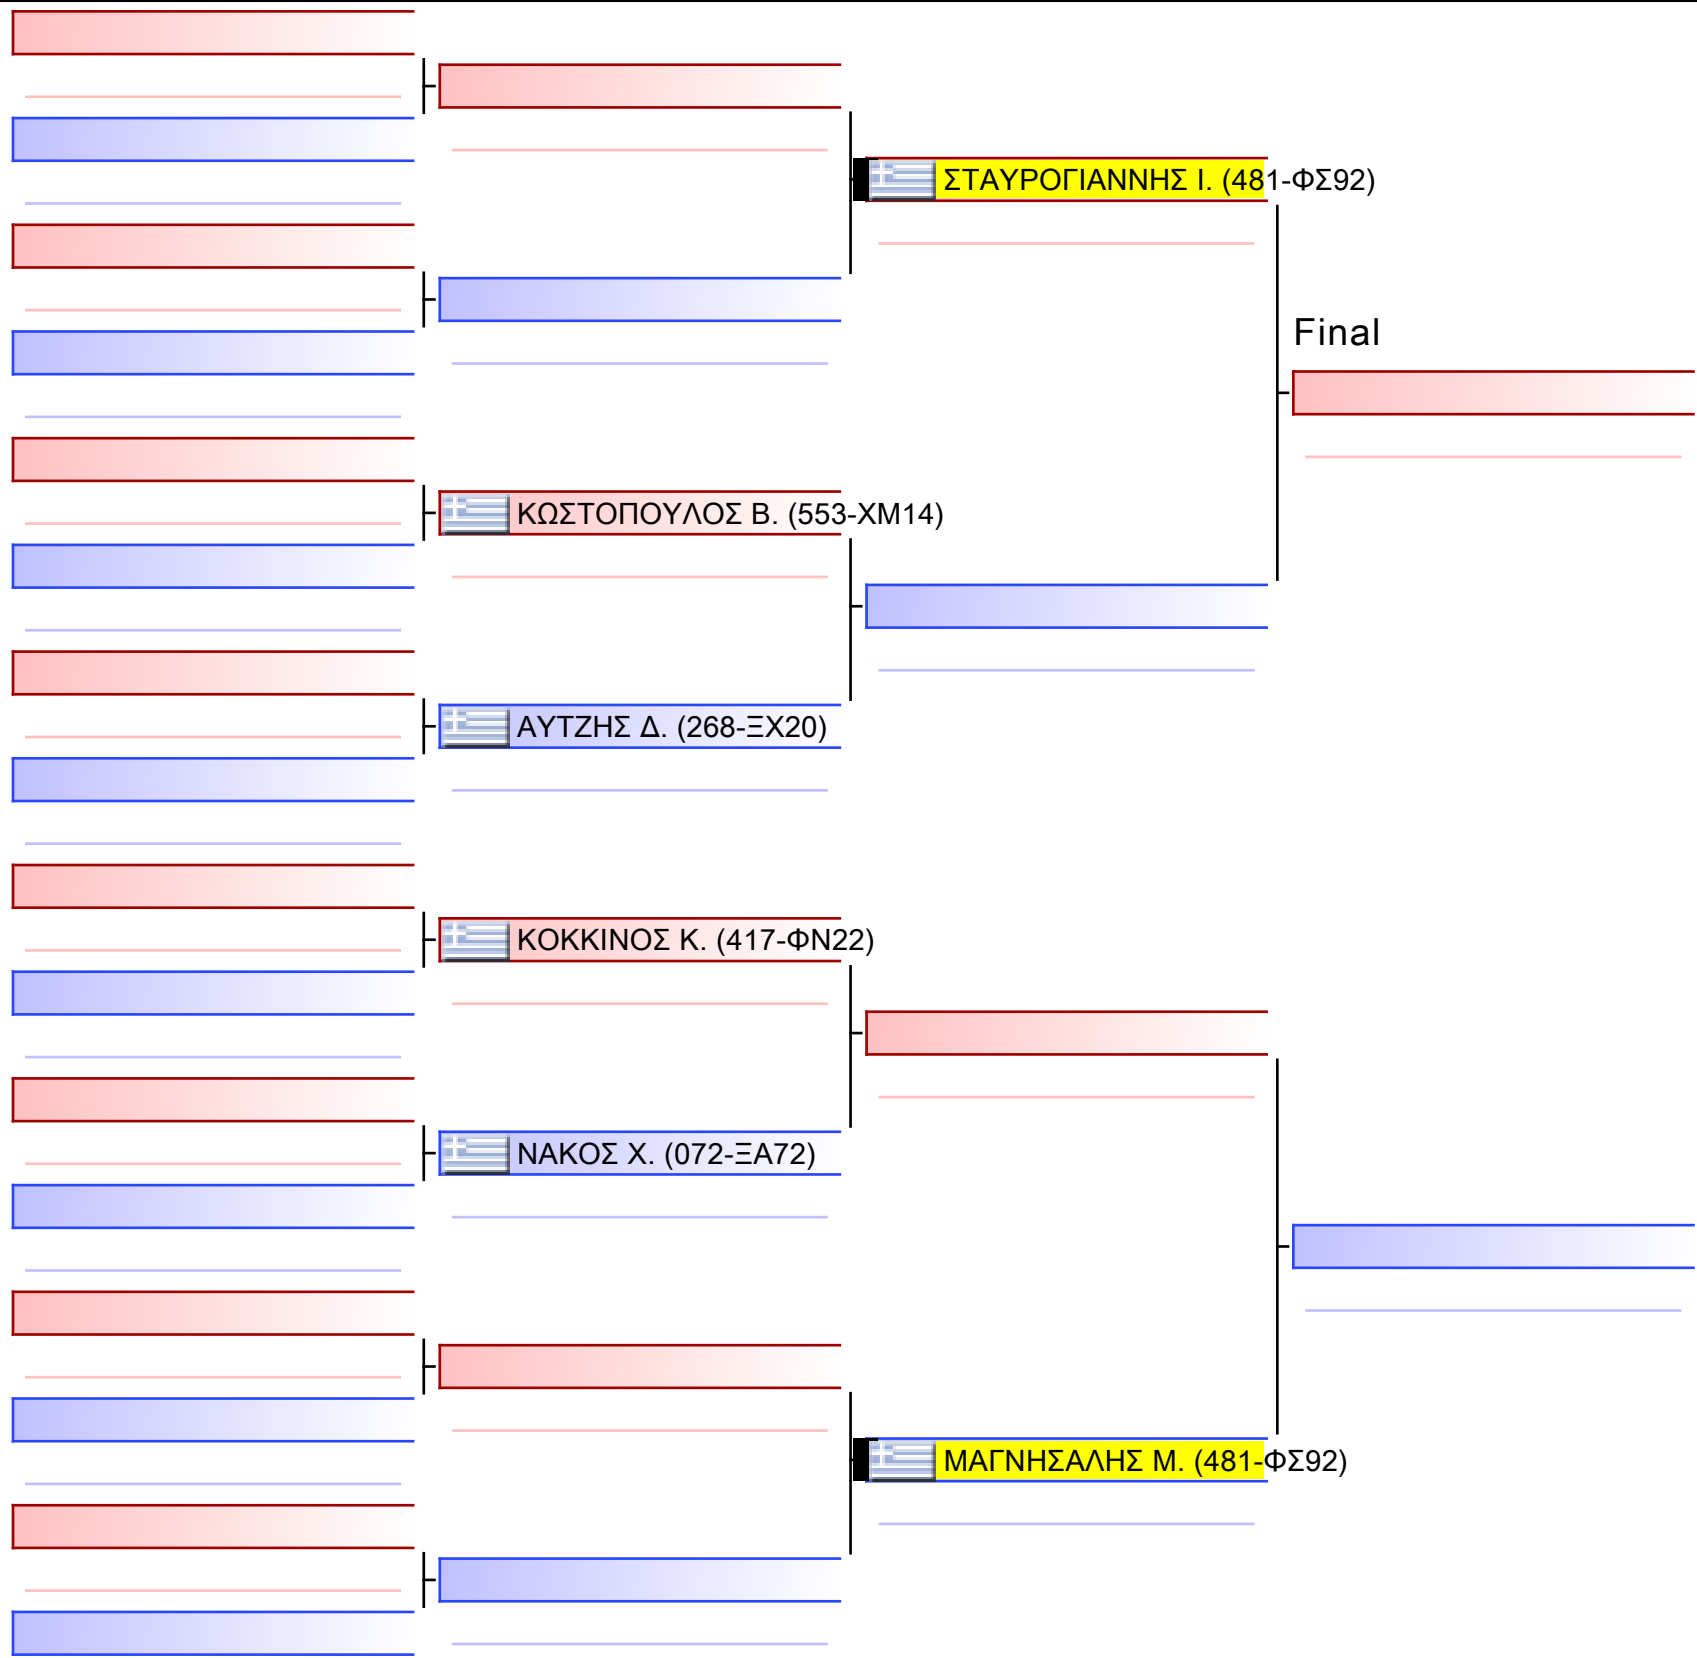 ΣΤΑΥΡΟΓΙΑΝΝΗΣ Ι. (481-ΦΣ92)
Final
ΚΩΣΤΟΠΟΥΛΟΣ Β. (553-ΧΜ14)
ΑΥΤΖΗΣ Δ. (268-ΞΧ20)
ΚΟΚΚΙΝΟΣ Κ. (417-ΦΝ22)
ΝΑΚΟΣ Χ. (072-ΞΑ72)
ΜΑΓΝΗΣΑΛΗΣ Μ. (481-ΦΣ92)